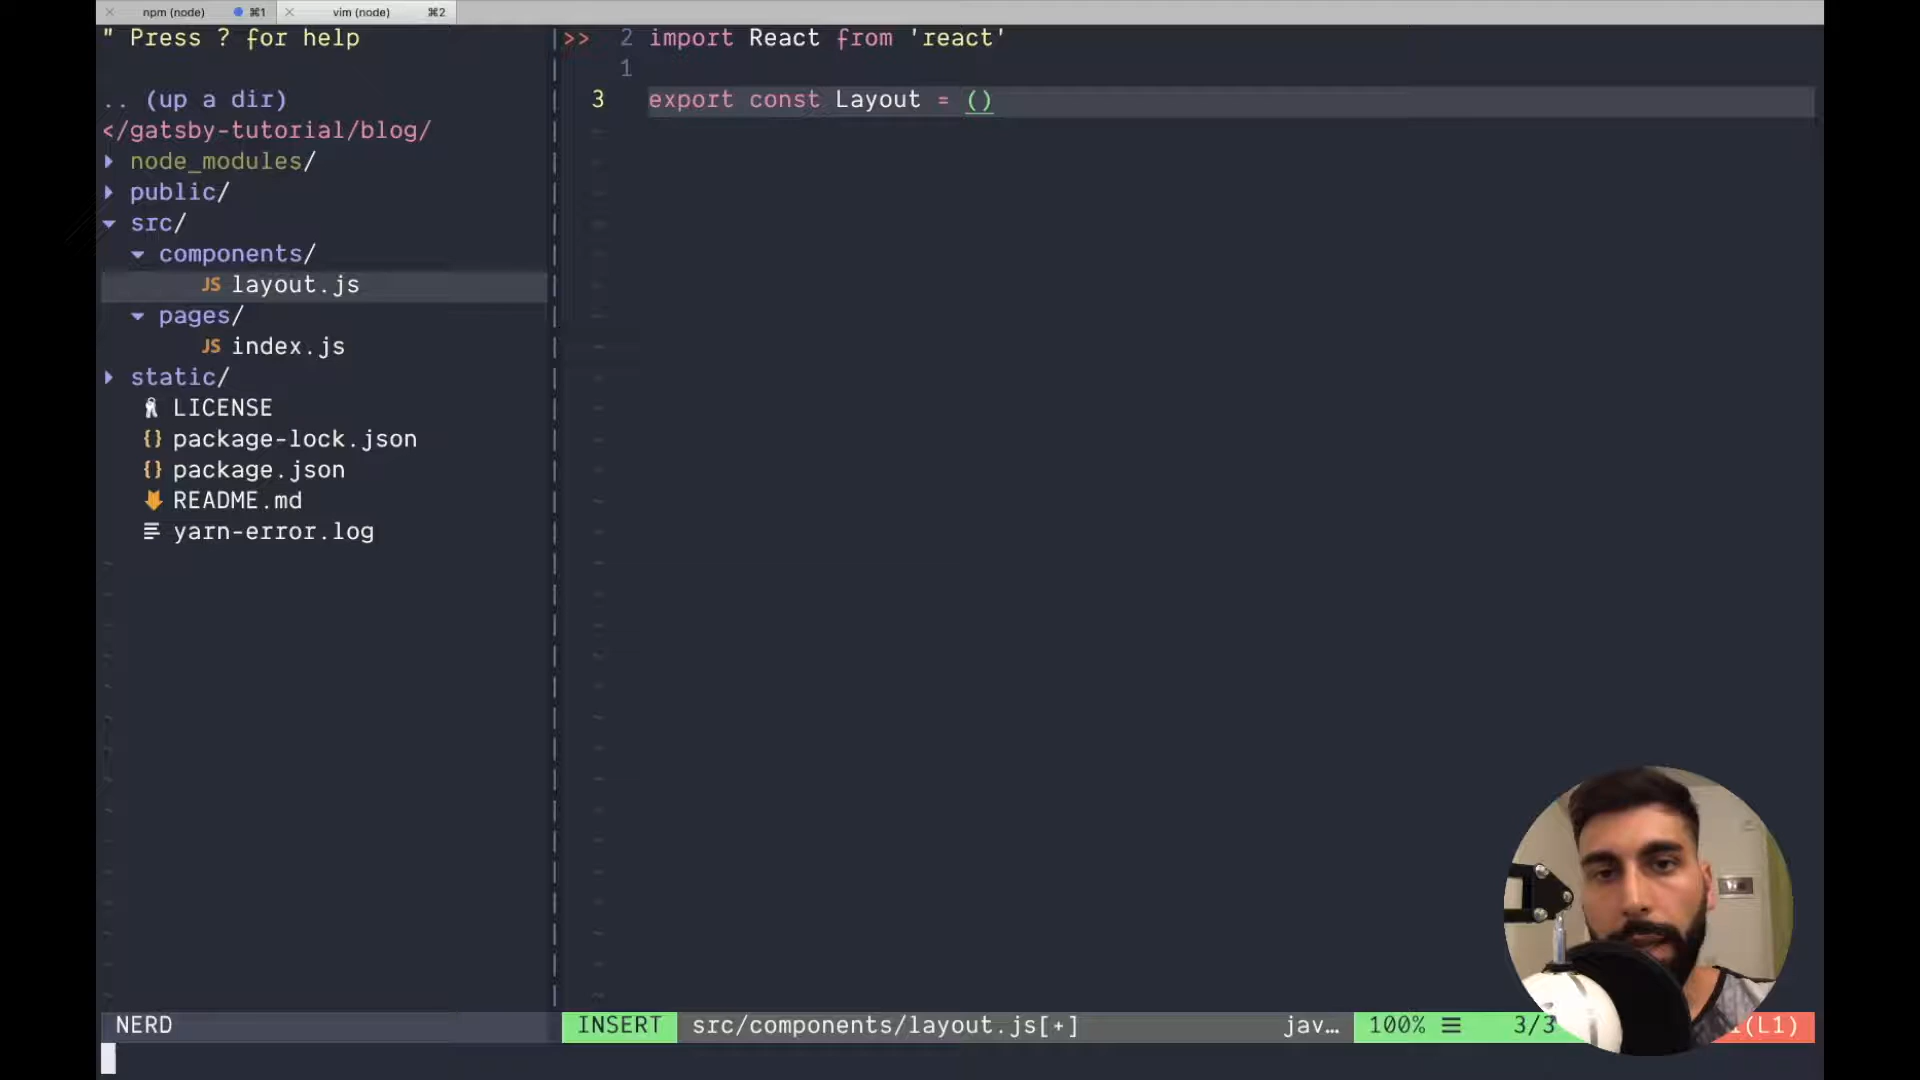 npm (node) ⌘1 vim (node) ⌘2
" Press ? for help
.. (up a dir)
</gatsby-tutorial/blog/
node_modules/
public/
src/
components/
JS layout.js
pages/
JS index.js
static/
LICENSE
{} package-lock.json
{} package.json
README.md
yarn-error.log
>> 2 import React from 'react'
1
3 export const Layout = ()
NERD
INSERT src/components/layout.js[+] jav… 100% ☰ 3/3 (L1)